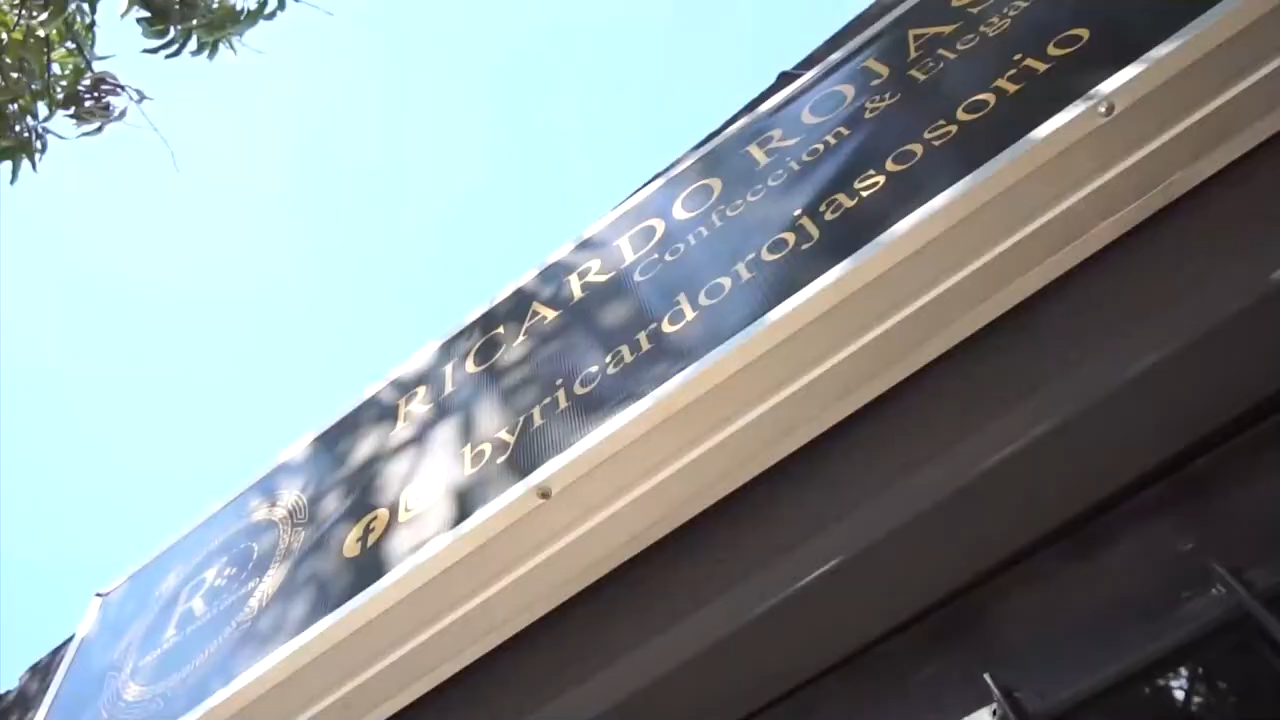 RICARDO ROJAS
Confeccion & Elega
byricardorojasosorio
f
R